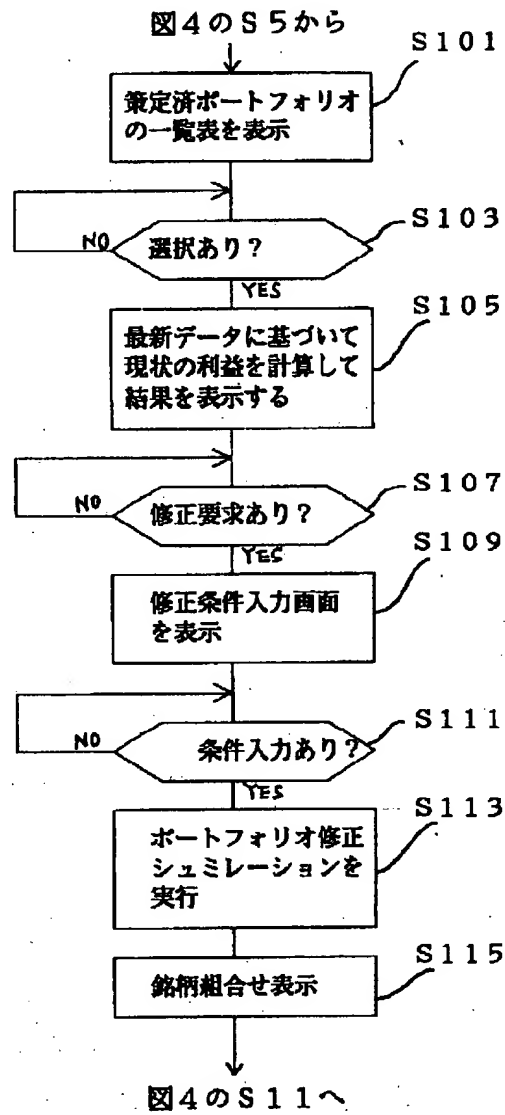 図4のS5から
S101
策定済ポートフォリオ
の一覧表を表示
S103
選択あり?
NO
YES
S105
最新データに基づいて
現状の利益を計算して
結果を表示する
S107
修正要求あり?
NO
YES
S109
修正条件入力画面
を表示
S111
条件入力あり?
NO
YES
S113
ポートフォリオ修正
シュミレーションを
実行
S115
銘柄組合せ表示
図4のS11へ